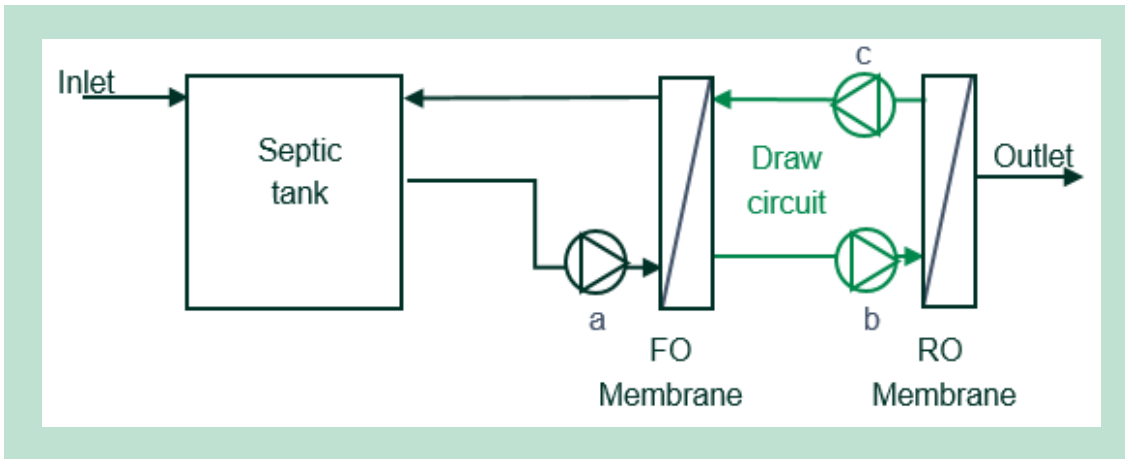 Inlet
Septic
tank
a
FO
Membrane
c
Draw
circuit
b
RO
Membrane
Outlet